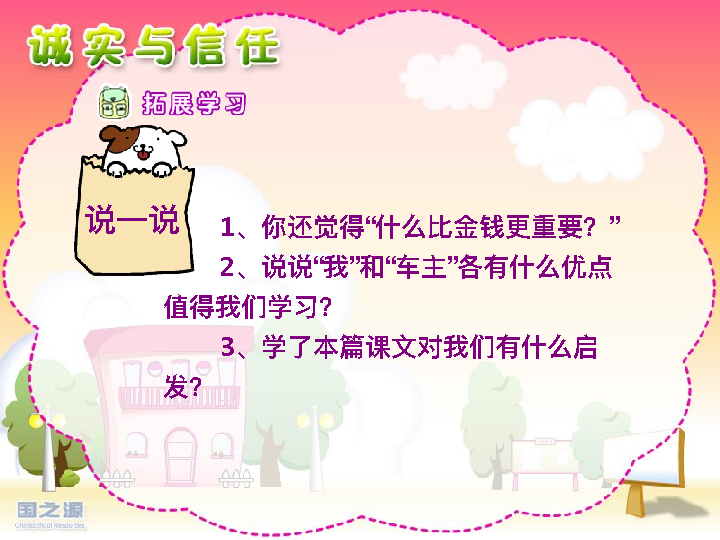 诚实与信任
拓展学习
说一说
1、你还觉得“什么比金钱更重要？”
2、说说“我”和“车主”各有什么优点
值得我们学习？
3、学了本篇课文对我们有什么启
发？
国之源
ChinaSchool Resources